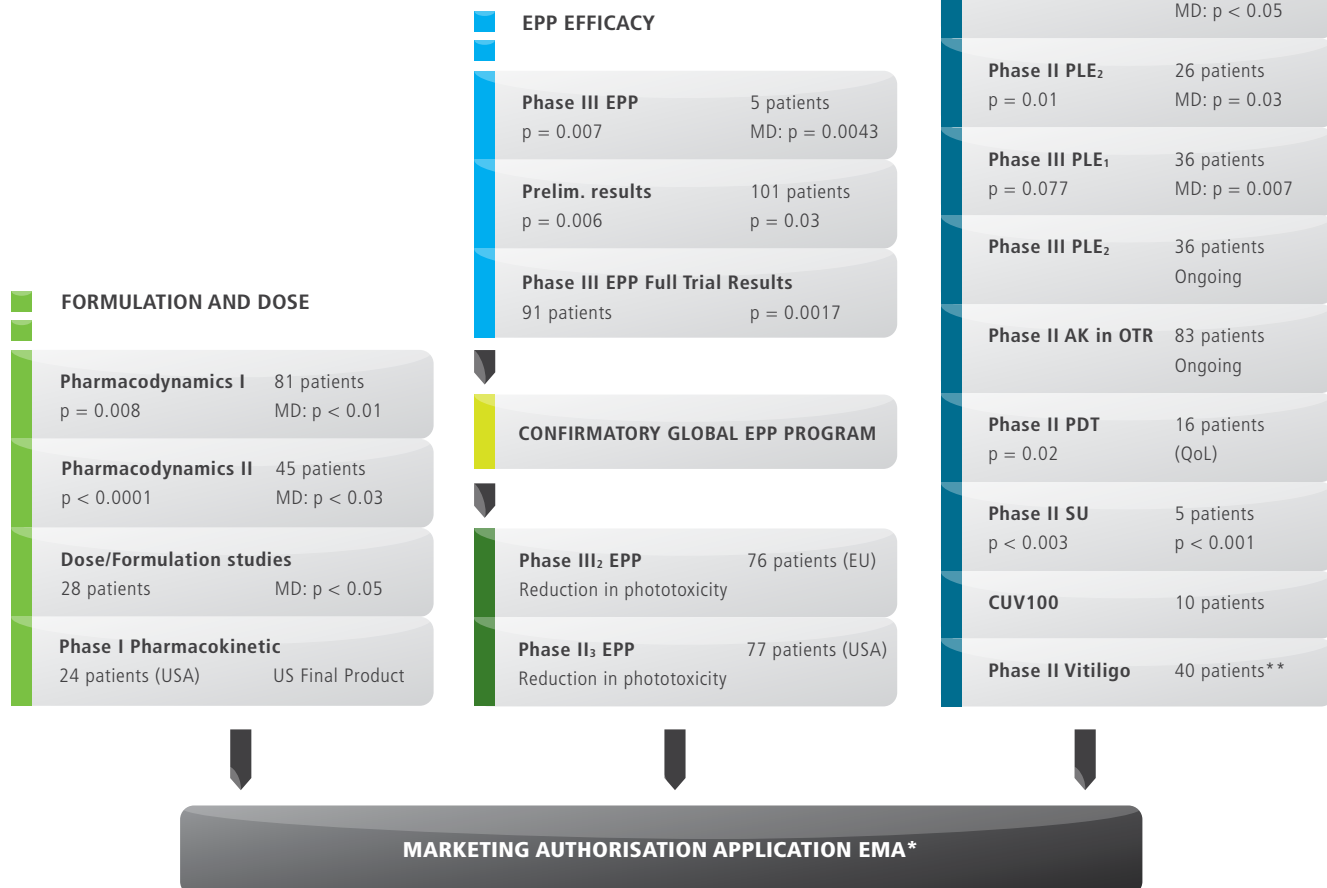 FORMULATION AND DOSE
Pharmacodynamics I 81 patients
p = 0.008 MD: p < 0.01
Pharmacodynamics II 45 patients
p < 0.0001 MD: p < 0.03
Dose/Formulation studies
28 patients MD: p < 0.05
Phase I Pharmacokinetic
24 patients (USA) US Final Product
EPP EFFICACY
Phase III EPP 5 patients
p = 0.007 MD: p = 0.0043
Prelim. results 101 patients
p = 0.006 p = 0.03
Phase III EPP Full Trial Results
91 patients p = 0.0017
CONFIRMATORY GLOBAL EPP PROGRAM
Phase III₂ EPP 76 patients (EU)
Reduction in phototoxicity
Phase II₃ EPP 77 patients (USA)
Reduction in phototoxicity
MD: p < 0.05
Phase II PLE₂ 26 patients
p = 0.01 MD: p = 0.03
Phase III PLE₁ 36 patients
p = 0.077 MD: p = 0.007
Phase III PLE₂ 36 patients
Ongoing
Phase II AK in OTR 83 patients
Ongoing
Phase II PDT 16 patients
p = 0.02 (QoL)
Phase II SU 5 patients
p < 0.003 p < 0.001
CUV100 10 patients
Phase II Vitiligo 40 patients**
MARKETING AUTHORISATION APPLICATION EMA*